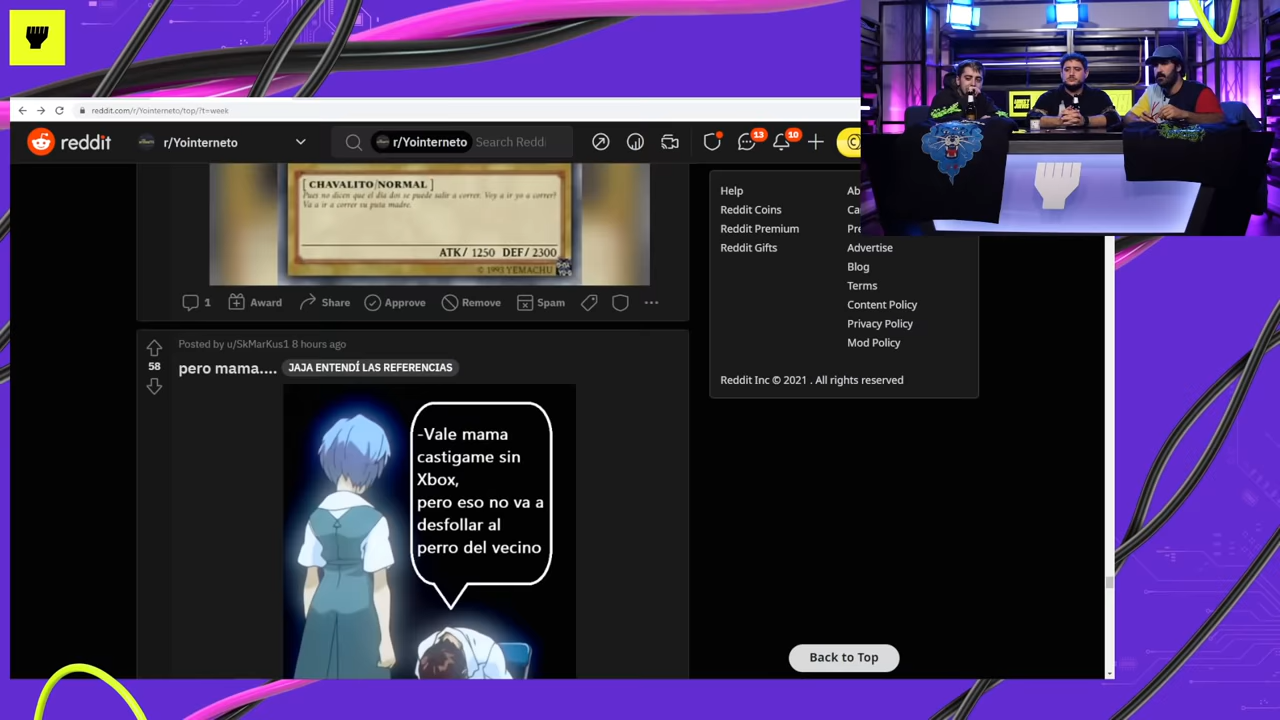 reddit.com/r/Yointerneto/top/?t=week
reddit
r/Yointerneto
r/Yointerneto
Search Reddi
13
10
[ CHAVALITO/NORMAL ]
Pues no dicen que el día dos se puede salir a correr. Voy a ir yo a correr?
Va a ir a correr su puta madre.
ATK/ 1250 DEF/ 2300
© 1993 YEMACHU
1
Award
Share
Approve
Remove
Spam
Posted by u/SkMarKus1 8 hours ago
58
pero mama....
JAJA ENTENDÍ LAS REFERENCIAS
-Vale mama
castigame sin
Xbox,
pero eso no va a
desfollar al
perro del vecino
Help
Ab
Reddit Coins
Ca
Reddit Premium
Pre
Reddit Gifts
Advertise
Blog
Terms
Content Policy
Privacy Policy
Mod Policy
Reddit Inc © 2021 . All rights reserved
Back to Top